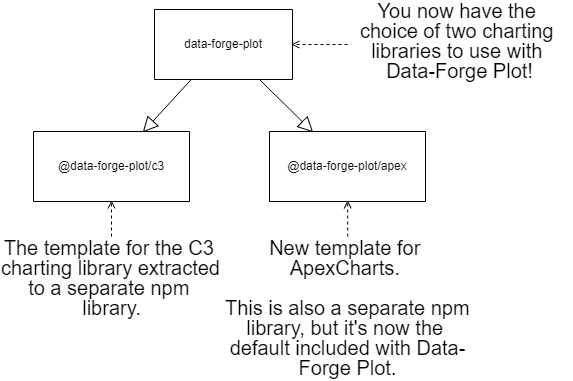 data-forge-plot
You now have the
choice of two charting
libraries to use with
Data-Forge Plot!
@data-forge-plot/c3
@data-forge-plot/apex
The template for the C3
charting library extracted
to a separate npm
library.
New template for
ApexCharts.
This is also a separate npm
library, but it's now the
default included with Data-
Forge Plot.